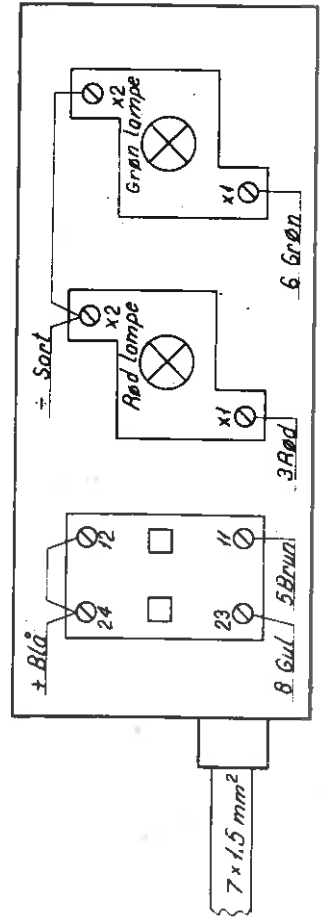 + Blå
÷ Sort
24
12
x2
Rød lampe
x2
Grøn lampe
23
11
x1
x1
8 Gul
5 Brun
3 Rød
6 Grøn
7 x 1.5 mm²